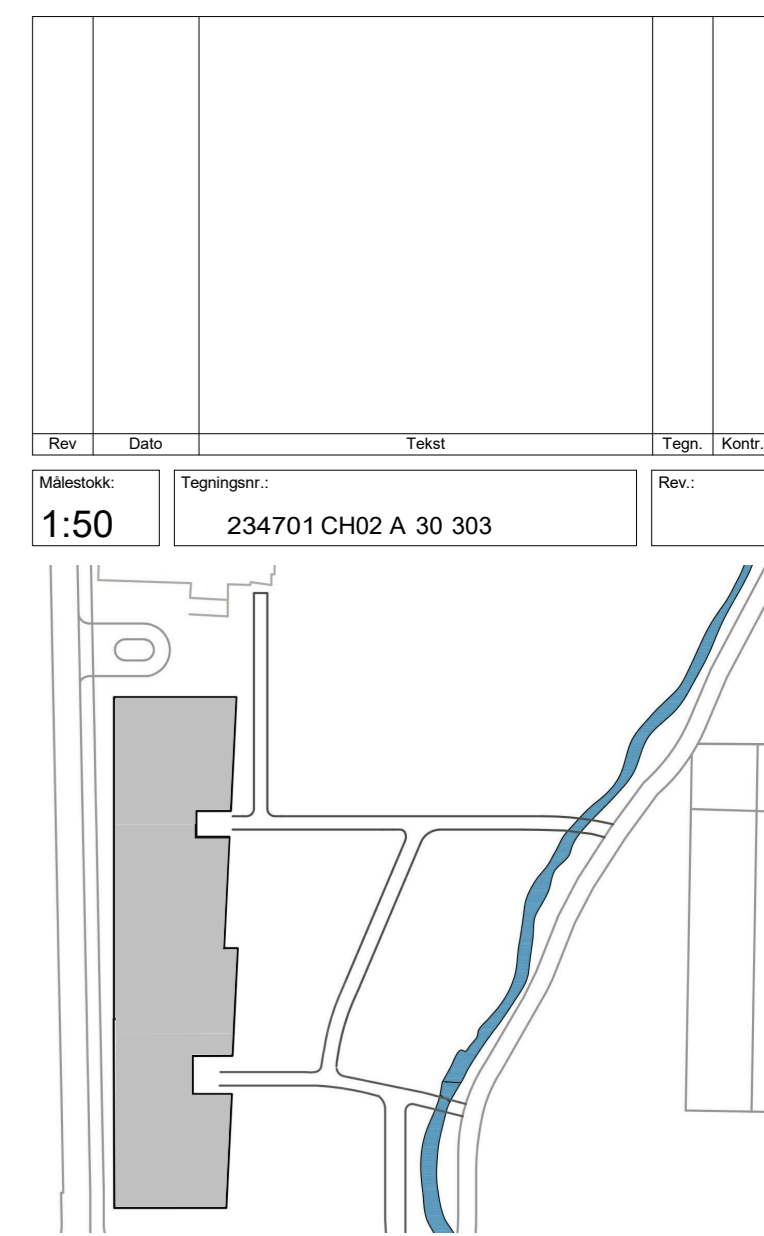 Rev Dato Tekst Tegn. Kontr.
Målestokk: Tegningsnr.: Rev.:
1:50 234701 CH02 A 30 303